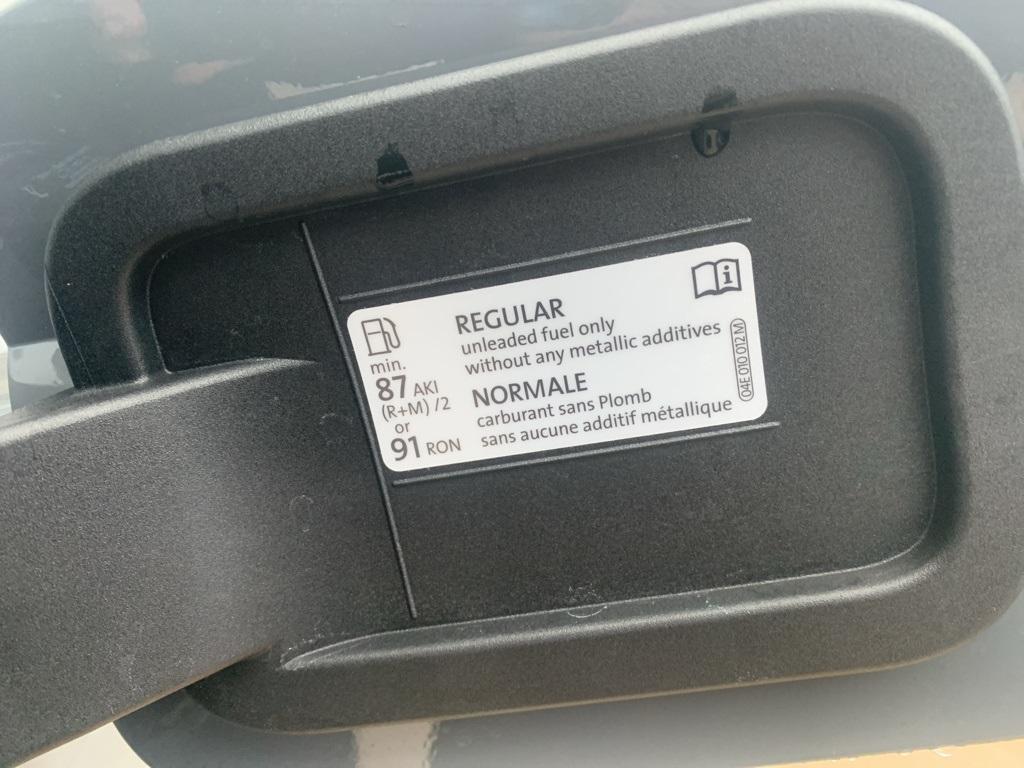 min.
87 AKI
(R+M) /2
or
91 RON
REGULAR
unleaded fuel only
without any metallic additives
NORMALE
carburant sans Plomb
sans aucune additif métallique
04E 010 012 M